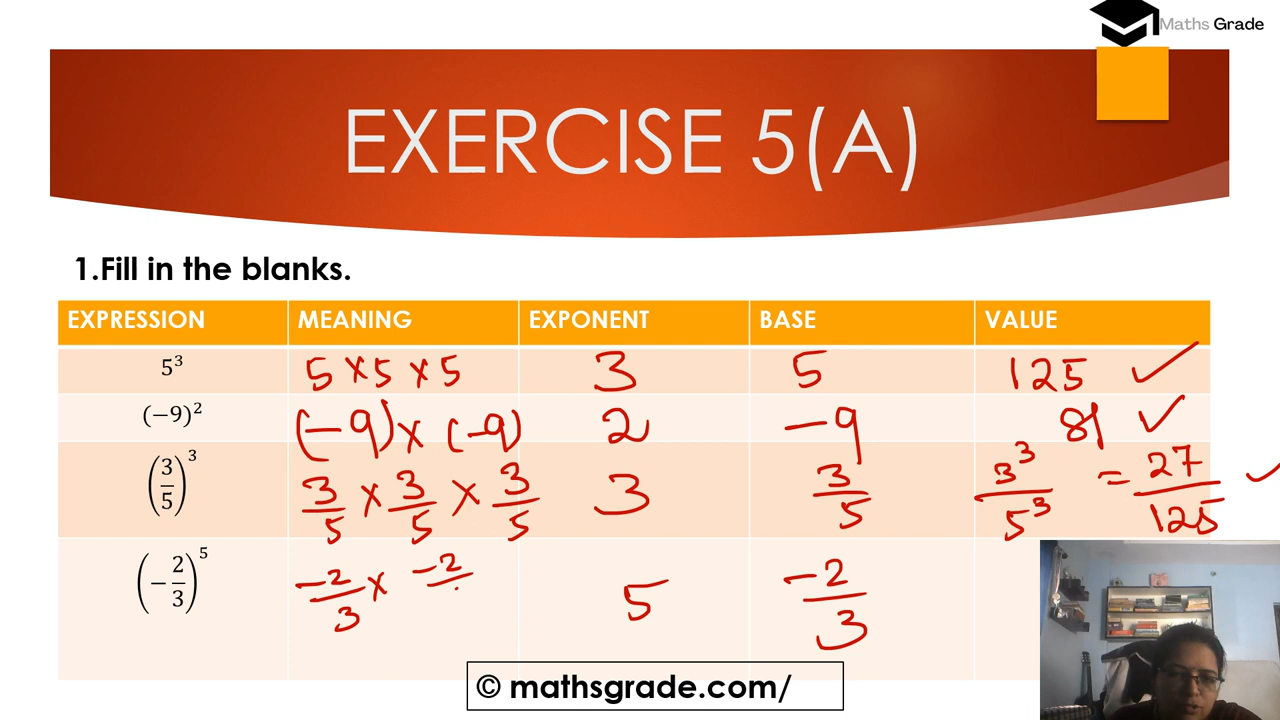 Maths Grade
EXERCISE 5(A)
1.Fill in the blanks.
EXPRESSION MEANING EXPONENT BASE VALUE
5³ 5 × 5 × 5 3 5 125 ✓
(−9)² (−9) × (−9) 2 −9 81 ✓
(3/5)³ 3/5 × 3/5 × 3/5 3 3/5 3³/5³ = 27/125 ✓
(−2/3)⁵ −2/3 × −2/ 5 −2/3
© mathsgrade.com/